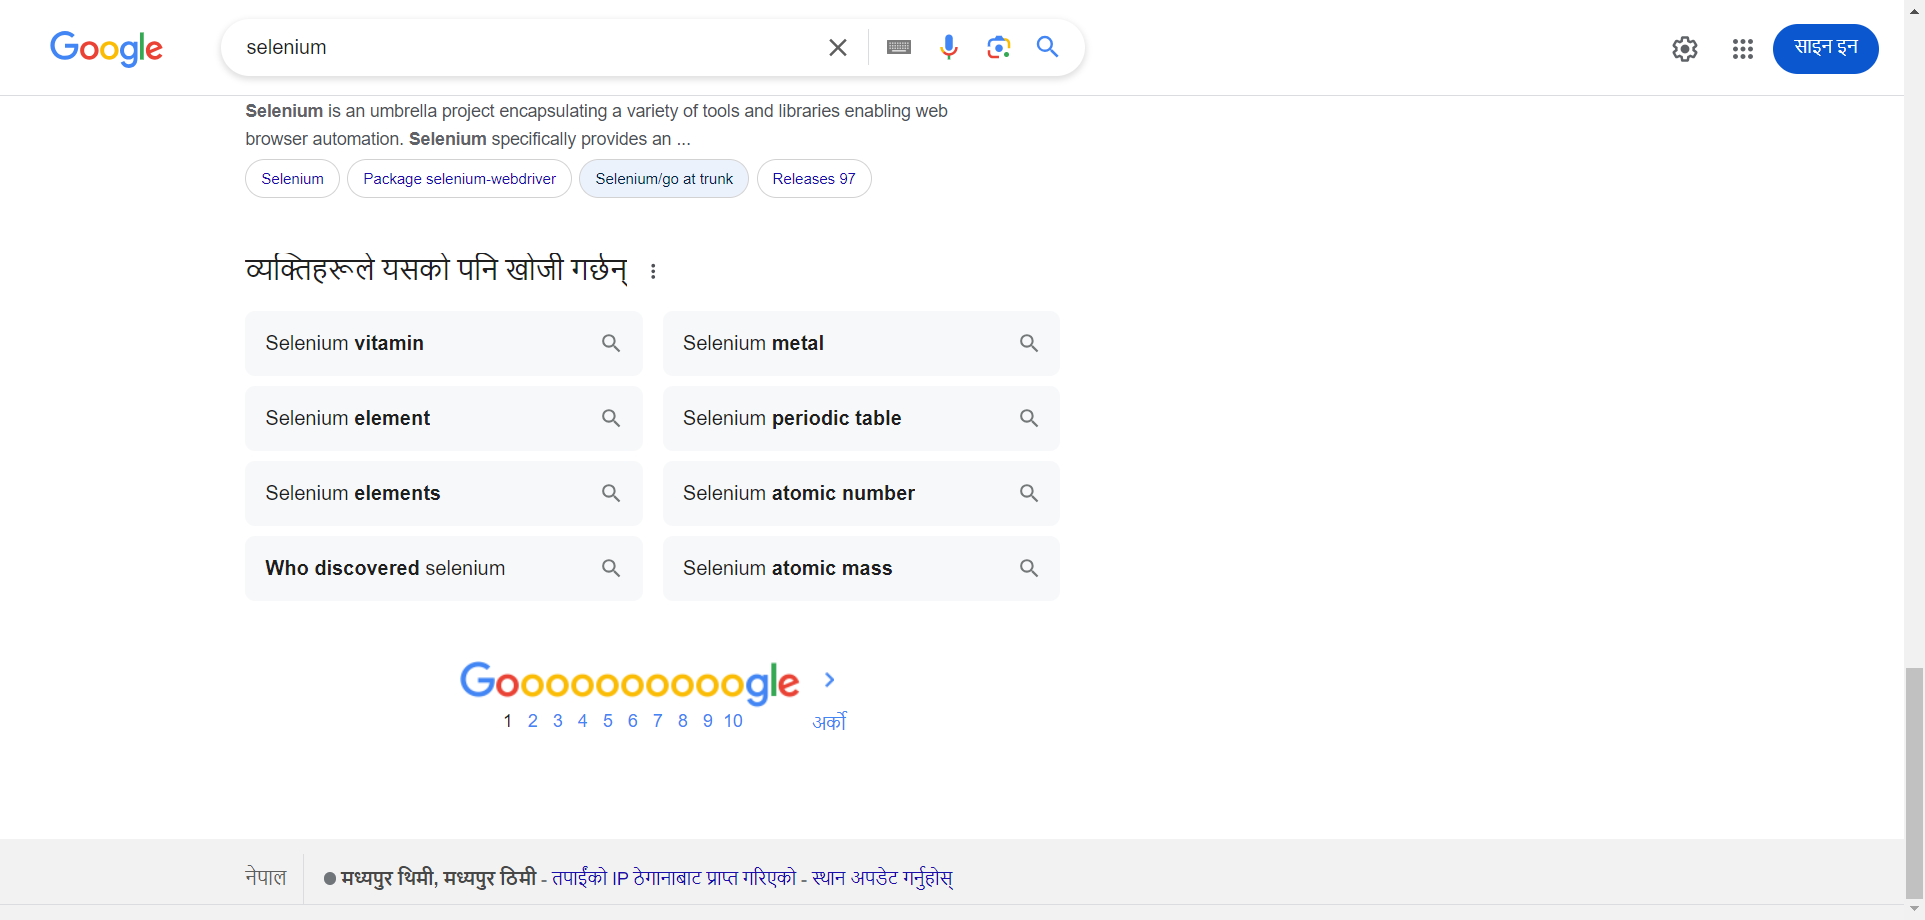 Google
selenium
साइन इन
Selenium is an umbrella project encapsulating a variety of tools and libraries enabling web
browser automation. Selenium specifically provides an ...
Selenium Package selenium-webdriver Selenium/go at trunk Releases 97
व्यक्तिहरूले यसको पनि खोजी गर्छन्
Selenium vitamin
Selenium metal
Selenium element
Selenium periodic table
Selenium elements
Selenium atomic number
Who discovered selenium
Selenium atomic mass
Goooooooooogle
1 2 3 4 5 6 7 8 9 10 अर्को
नेपाल
मध्यपुर थिमी, मध्यपुर ठिमी - तपाईंको IP ठेगानाबाट प्राप्त गरिएको - स्थान अपडेट गर्नुहोस्